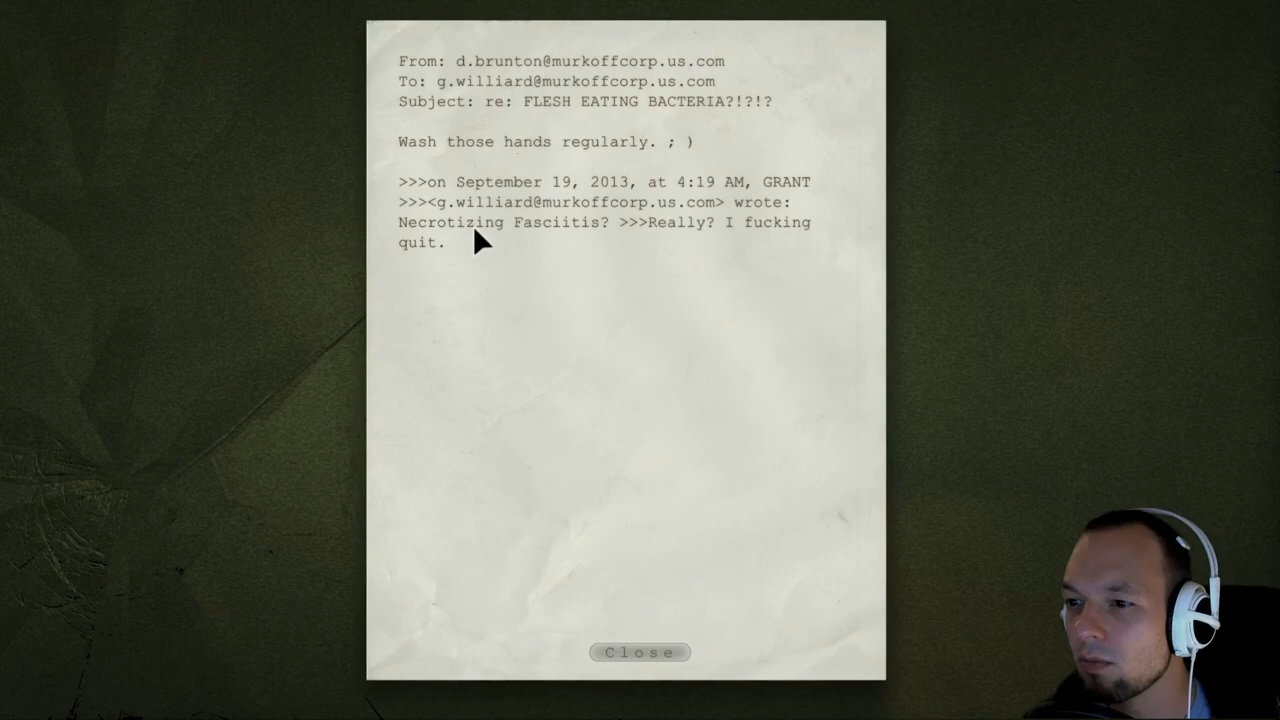 From: d.brunton@murkoffcorp.us.com
To: g.williard@murkoffcorp.us.com
Subject: re: FLESH EATING BACTERIA?!?!?
Wash those hands regularly. ; )
>>>on September 19, 2013, at 4:19 AM, GRANT
>>><g.williard@murkoffcorp.us.com> wrote:
Necrotizing Fasciitis? >>>Really? I fucking
quit.
Close